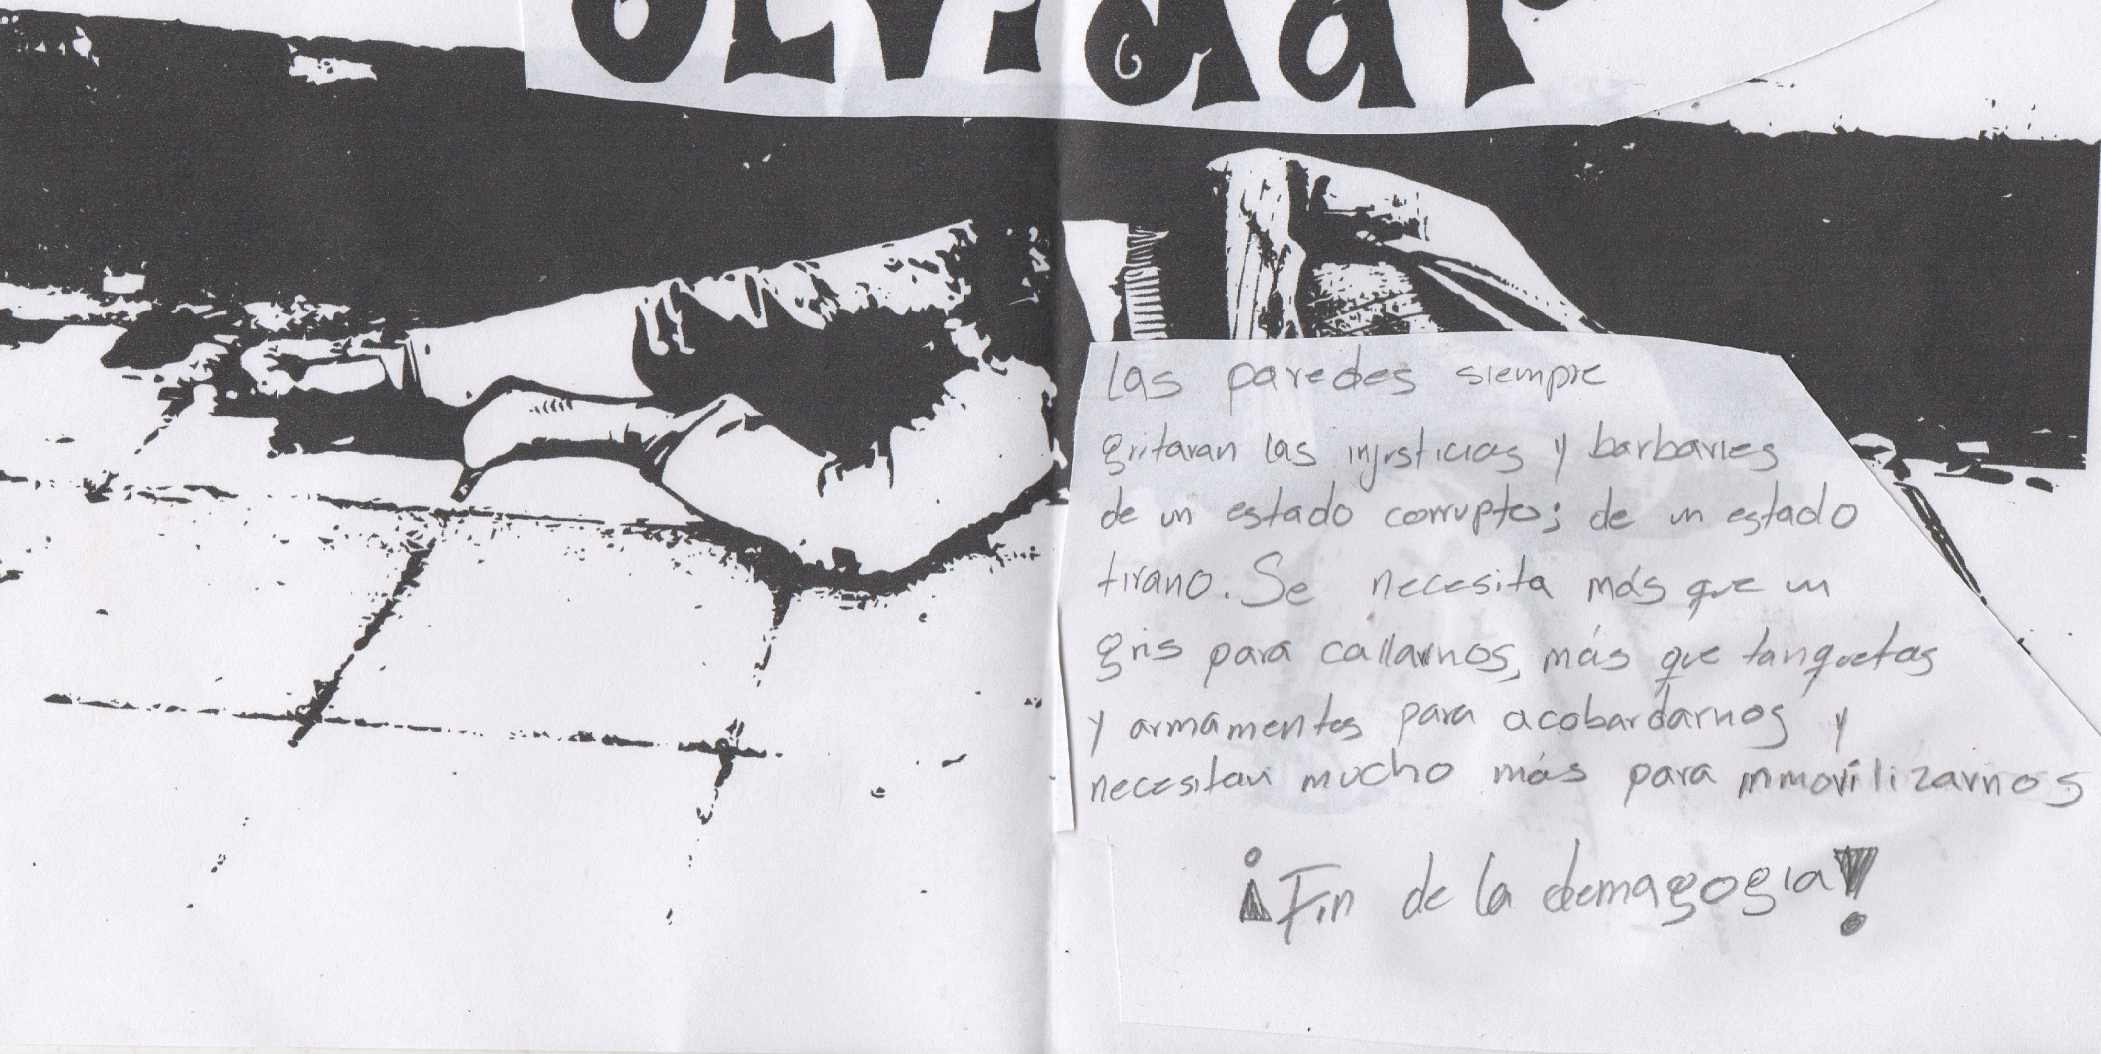 olvidar
las paredes siempre
gritaran las injusticias y barbaries
de un estado corrupto; de un estado
tirano. Se necesita más que un
gris para callarnos, más que tanquetas
y armamentos para acobardarnos y
necesitan mucho más para inmovilizarnos
¡Fin de la demagogia!